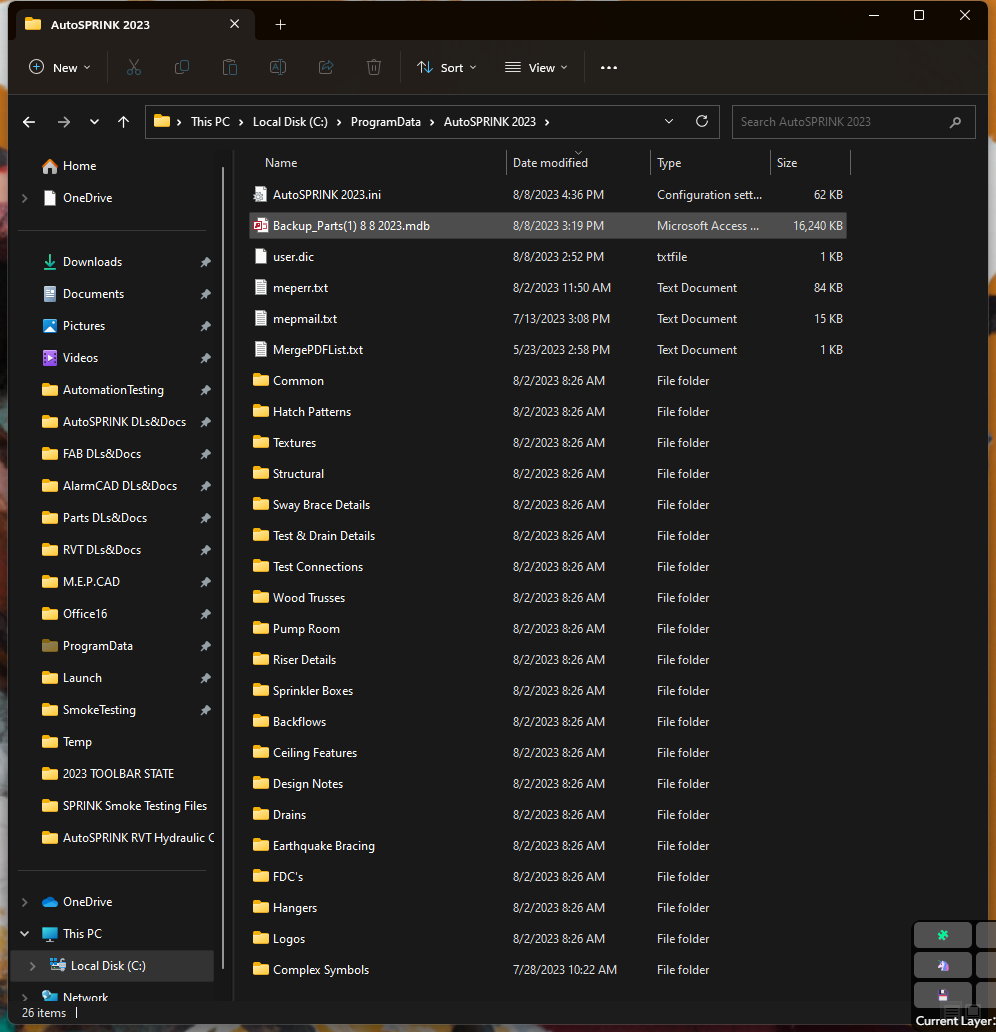 AutoSPRINK 2023
New
Sort
View
This PC
Local Disk (C:)
ProgramData
AutoSPRINK 2023
Search AutoSPRINK 2023
Home
OneDrive
Downloads
Documents
Pictures
Videos
AutomationTesting
AutoSPRINK DLs&Docs
FAB DLs&Docs
AlarmCAD DLs&Docs
Parts DLs&Docs
RVT DLs&Docs
M.E.P.CAD
Office16
ProgramData
Launch
SmokeTesting
Temp
2023 TOOLBAR STATE
SPRINK Smoke Testing Files
AutoSPRINK RVT Hydraulic C
OneDrive
This PC
Local Disk (C:)
Network
Name Date modified Type Size
AutoSPRINK 2023.ini 8/8/2023 4:36 PM Configuration sett... 62 KB
Backup_Parts(1) 8 8 2023.mdb 8/8/2023 3:19 PM Microsoft Access ... 16,240 KB
user.dic 8/8/2023 2:52 PM txtfile 1 KB
meperr.txt 8/2/2023 11:50 AM Text Document 84 KB
mepmail.txt 7/13/2023 3:08 PM Text Document 15 KB
MergePDFList.txt 5/23/2023 2:58 PM Text Document 1 KB
Common 8/2/2023 8:26 AM File folder
Hatch Patterns 8/2/2023 8:26 AM File folder
Textures 8/2/2023 8:26 AM File folder
Structural 8/2/2023 8:26 AM File folder
Sway Brace Details 8/2/2023 8:26 AM File folder
Test & Drain Details 8/2/2023 8:26 AM File folder
Test Connections 8/2/2023 8:26 AM File folder
Wood Trusses 8/2/2023 8:26 AM File folder
Pump Room 8/2/2023 8:26 AM File folder
Riser Details 8/2/2023 8:26 AM File folder
Sprinkler Boxes 8/2/2023 8:26 AM File folder
Backflows 8/2/2023 8:26 AM File folder
Ceiling Features 8/2/2023 8:26 AM File folder
Design Notes 8/2/2023 8:26 AM File folder
Drains 8/2/2023 8:26 AM File folder
Earthquake Bracing 8/2/2023 8:26 AM File folder
FDC's 8/2/2023 8:26 AM File folder
Hangers 8/2/2023 8:26 AM File folder
Logos 8/2/2023 8:26 AM File folder
Complex Symbols 7/28/2023 10:22 AM File folder
26 items
Current Layer: